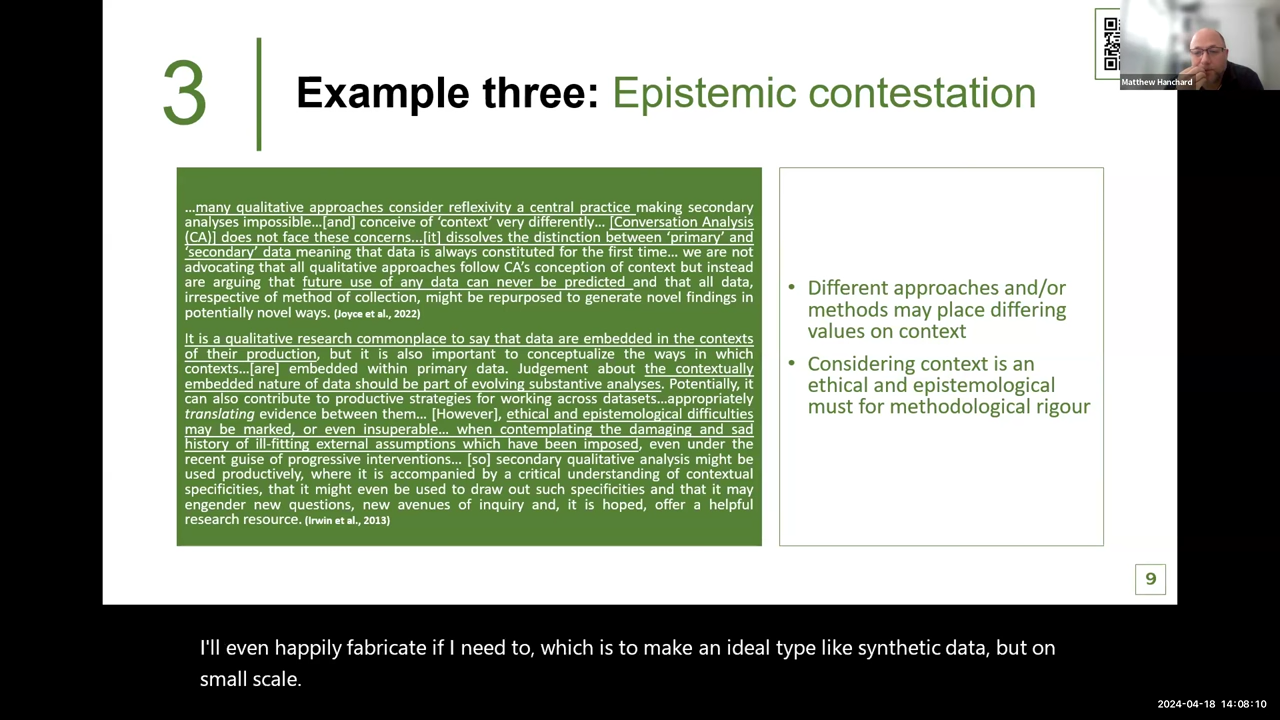 3
Example three: Epistemic contestation
Matthew Hanchard
…many qualitative approaches consider reflexivity a central practice making secondary
analyses impossible…[and] conceive of ‘context’ very differently… [Conversation Analysis
(CA)] does not face these concerns...[it] dissolves the distinction between ‘primary’ and
‘secondary’ data meaning that data is always constituted for the first time… we are not
advocating that all qualitative approaches follow CA’s conception of context but instead
are arguing that future use of any data can never be predicted and that all data,
irrespective of method of collection, might be repurposed to generate novel findings in
potentially novel ways. (Joyce et al., 2022)
It is a qualitative research commonplace to say that data are embedded in the contexts
of their production, but it is also important to conceptualize the ways in which
contexts…[are] embedded within primary data. Judgement about the contextually
embedded nature of data should be part of evolving substantive analyses. Potentially, it
can also contribute to productive strategies for working across datasets…appropriately
translating evidence between them… [However], ethical and epistemological difficulties
may be marked, or even insuperable… when contemplating the damaging and sad
history of ill-fitting external assumptions which have been imposed, even under the
recent guise of progressive interventions… [so] secondary qualitative analysis might be
used productively, where it is accompanied by a critical understanding of contextual
specificities, that it might even be used to draw out such specificities and that it may
engender new questions, new avenues of inquiry and, it is hoped, offer a helpful
research resource. (Irwin et al., 2013)
• Different approaches and/or
methods may place differing
values on context
• Considering context is an
ethical and epistemological
must for methodological rigour
9
I'll even happily fabricate if I need to, which is to make an ideal type like synthetic data, but on
small scale.
2024-04-18 14:08:10